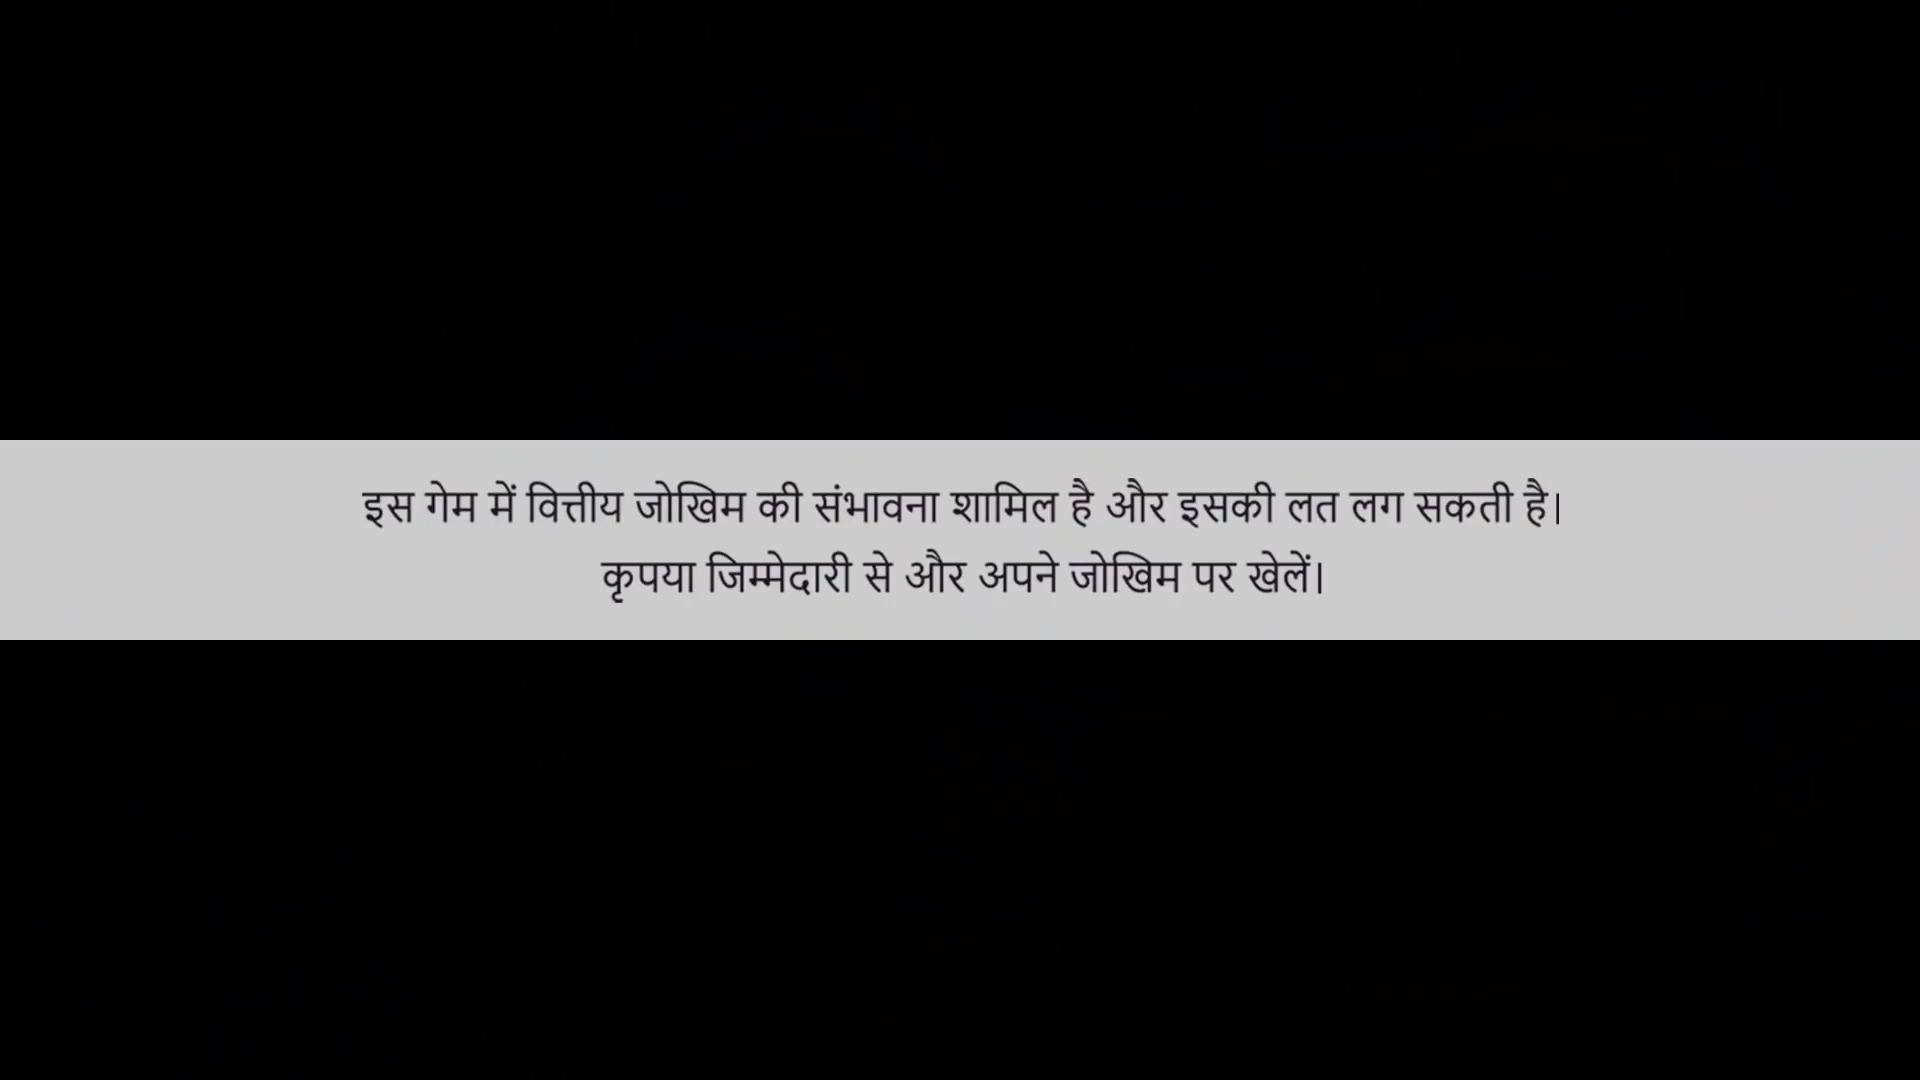 इस गेम में वित्तीय जोखिम की संभावना शामिल है और इसकी लत लग सकती है।
कृपया जिम्मेदारी से और अपने जोखिम पर खेलें।